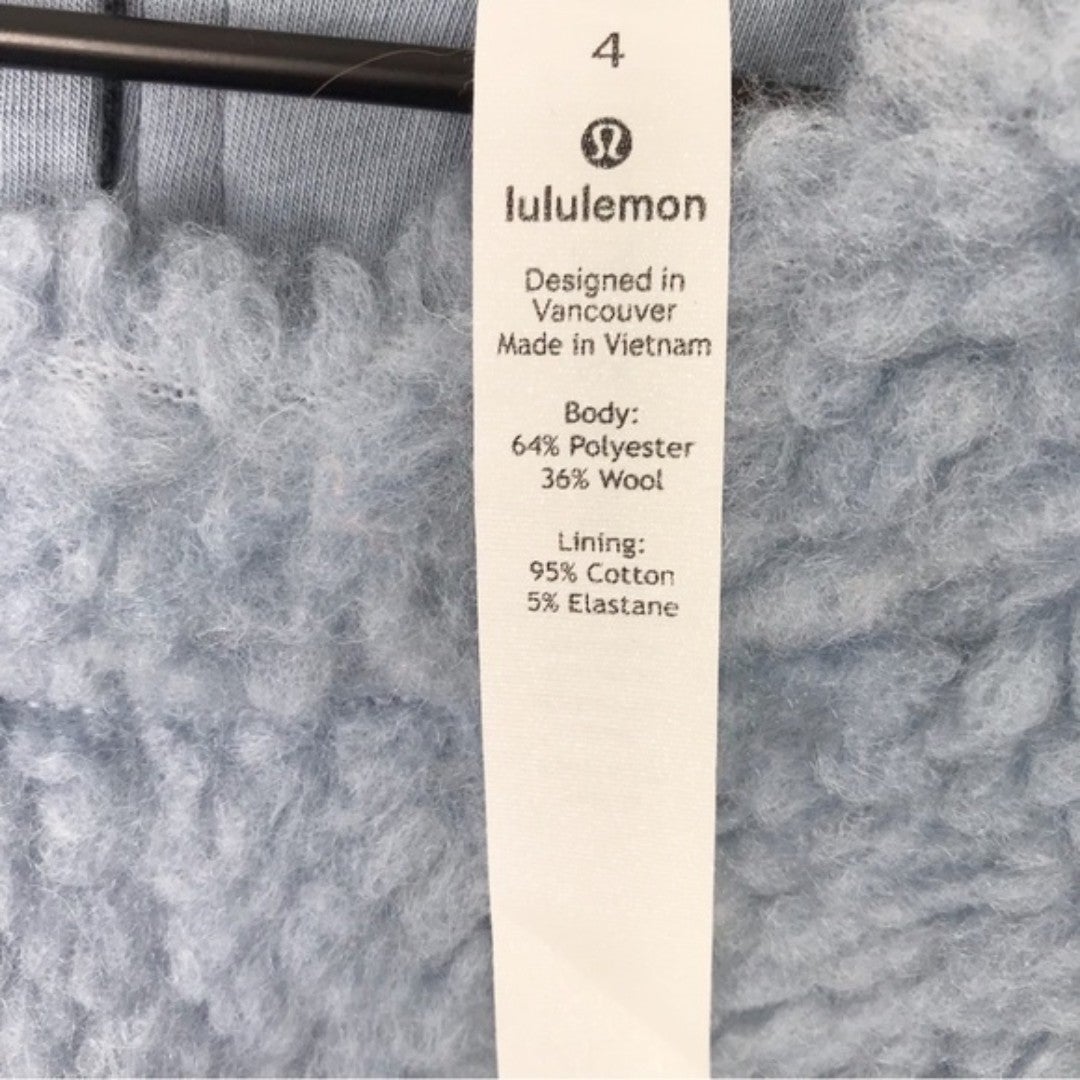 4
lululemon
Designed in
Vancouver
Made in Vietnam
Body:
64% Polyester
36% Wool
Lining:
95% Cotton
5% Elastane